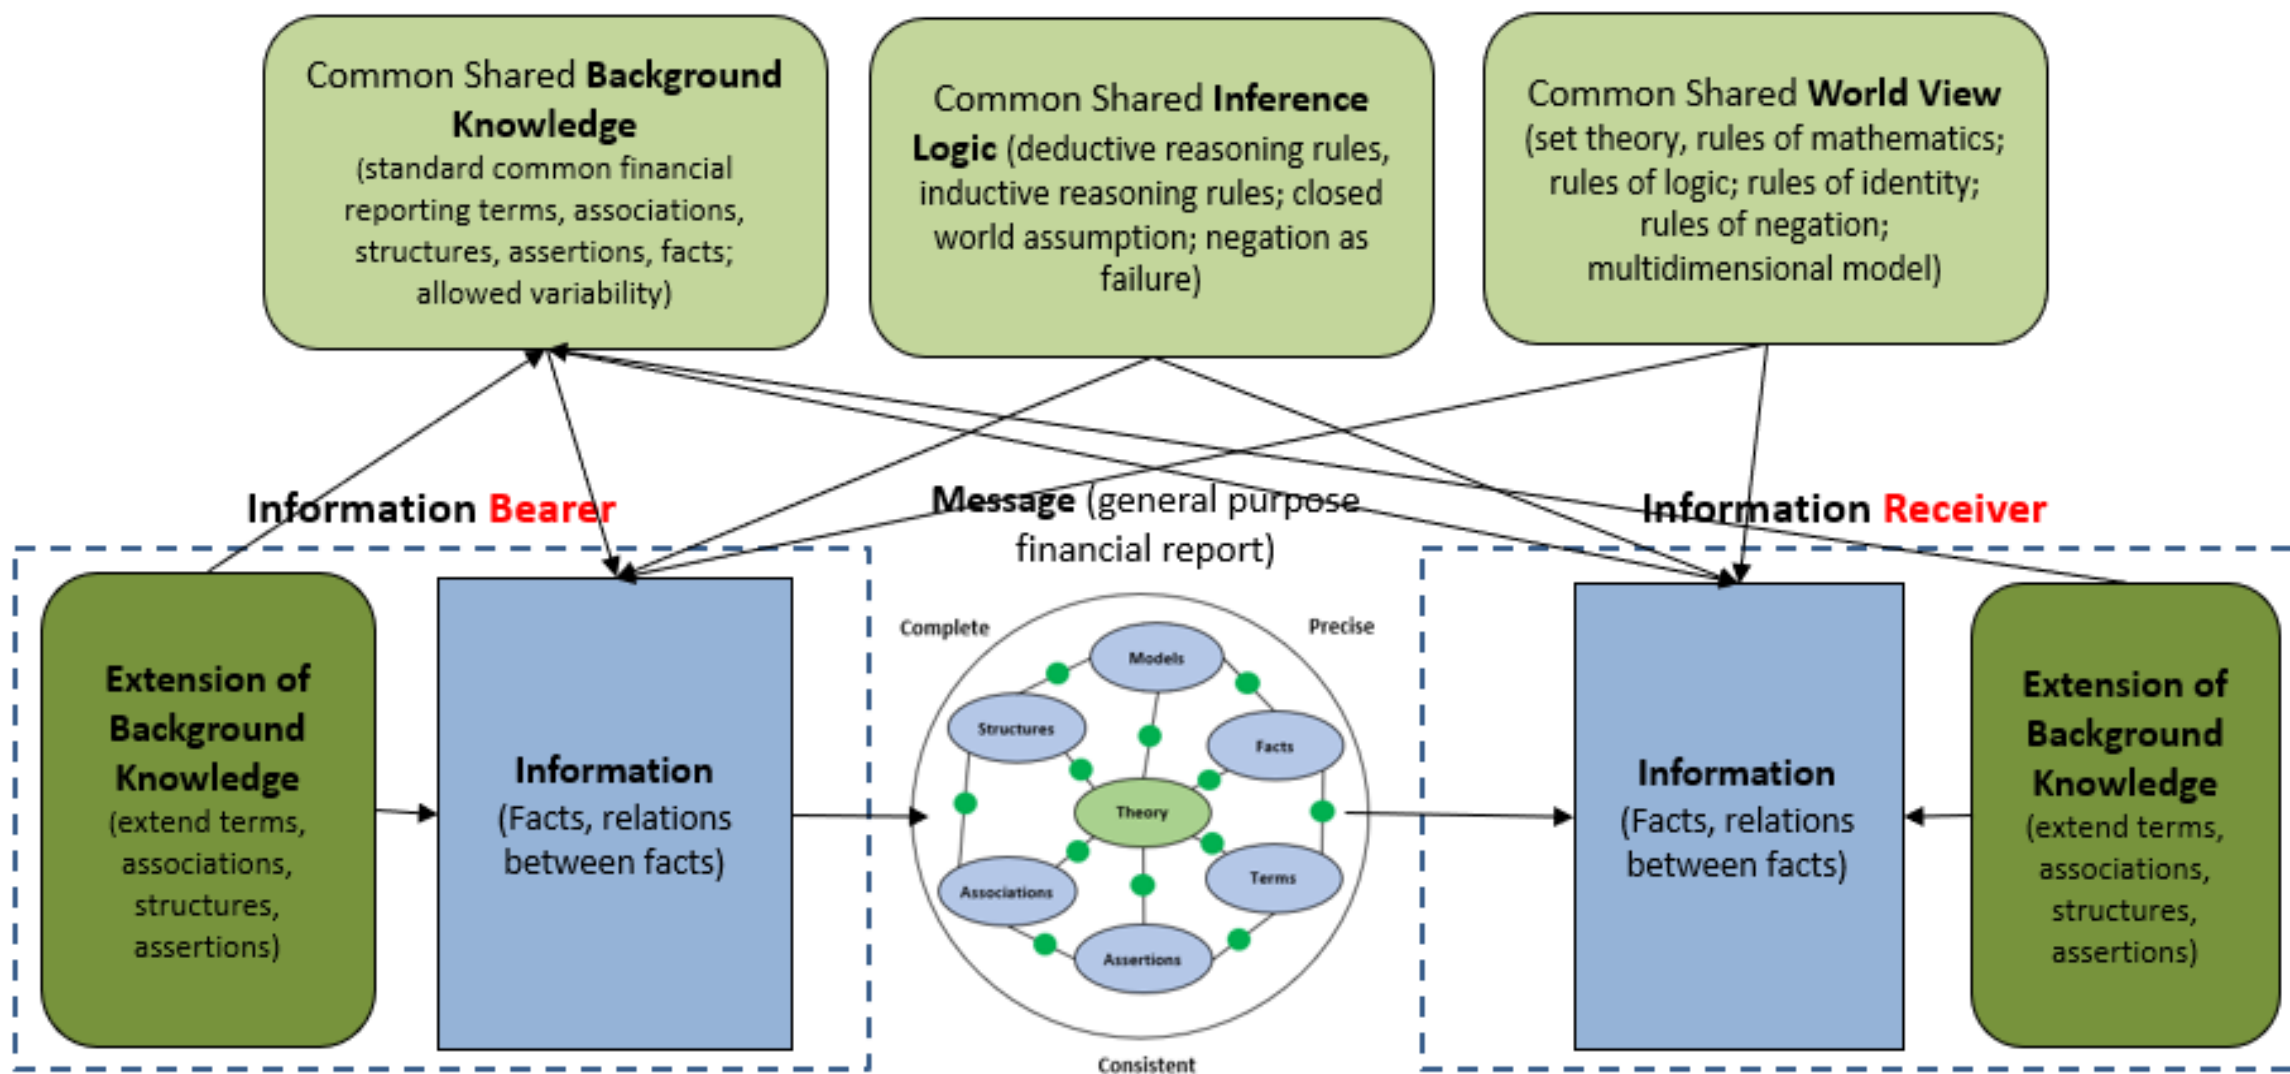 Common Shared Background
Knowledge
(standard common financial
reporting terms, associations,
structures, assertions, facts;
allowed variability)
Common Shared Inference
Logic (deductive reasoning rules,
inductive reasoning rules; closed
world assumption; negation as
failure)
Common Shared World View
(set theory, rules of mathematics;
rules of logic; rules of identity;
rules of negation;
multidimensional model)
Information Bearer
Message (general purpose
financial report)
Information Receiver
Extension of
Background
Knowledge
(extend terms,
associations,
structures,
assertions)
Information
(Facts, relations
between facts)
Complete
Precise
Models
Structures
Facts
Theory
Associations
Terms
Assertions
Consistent
Information
(Facts, relations
between facts)
Extension of
Background
Knowledge
(extend terms,
associations,
structures,
assertions)